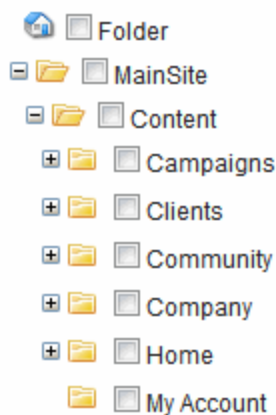 Folder
MainSite
Content
Campaigns
Clients
Community
Company
Home
My Account